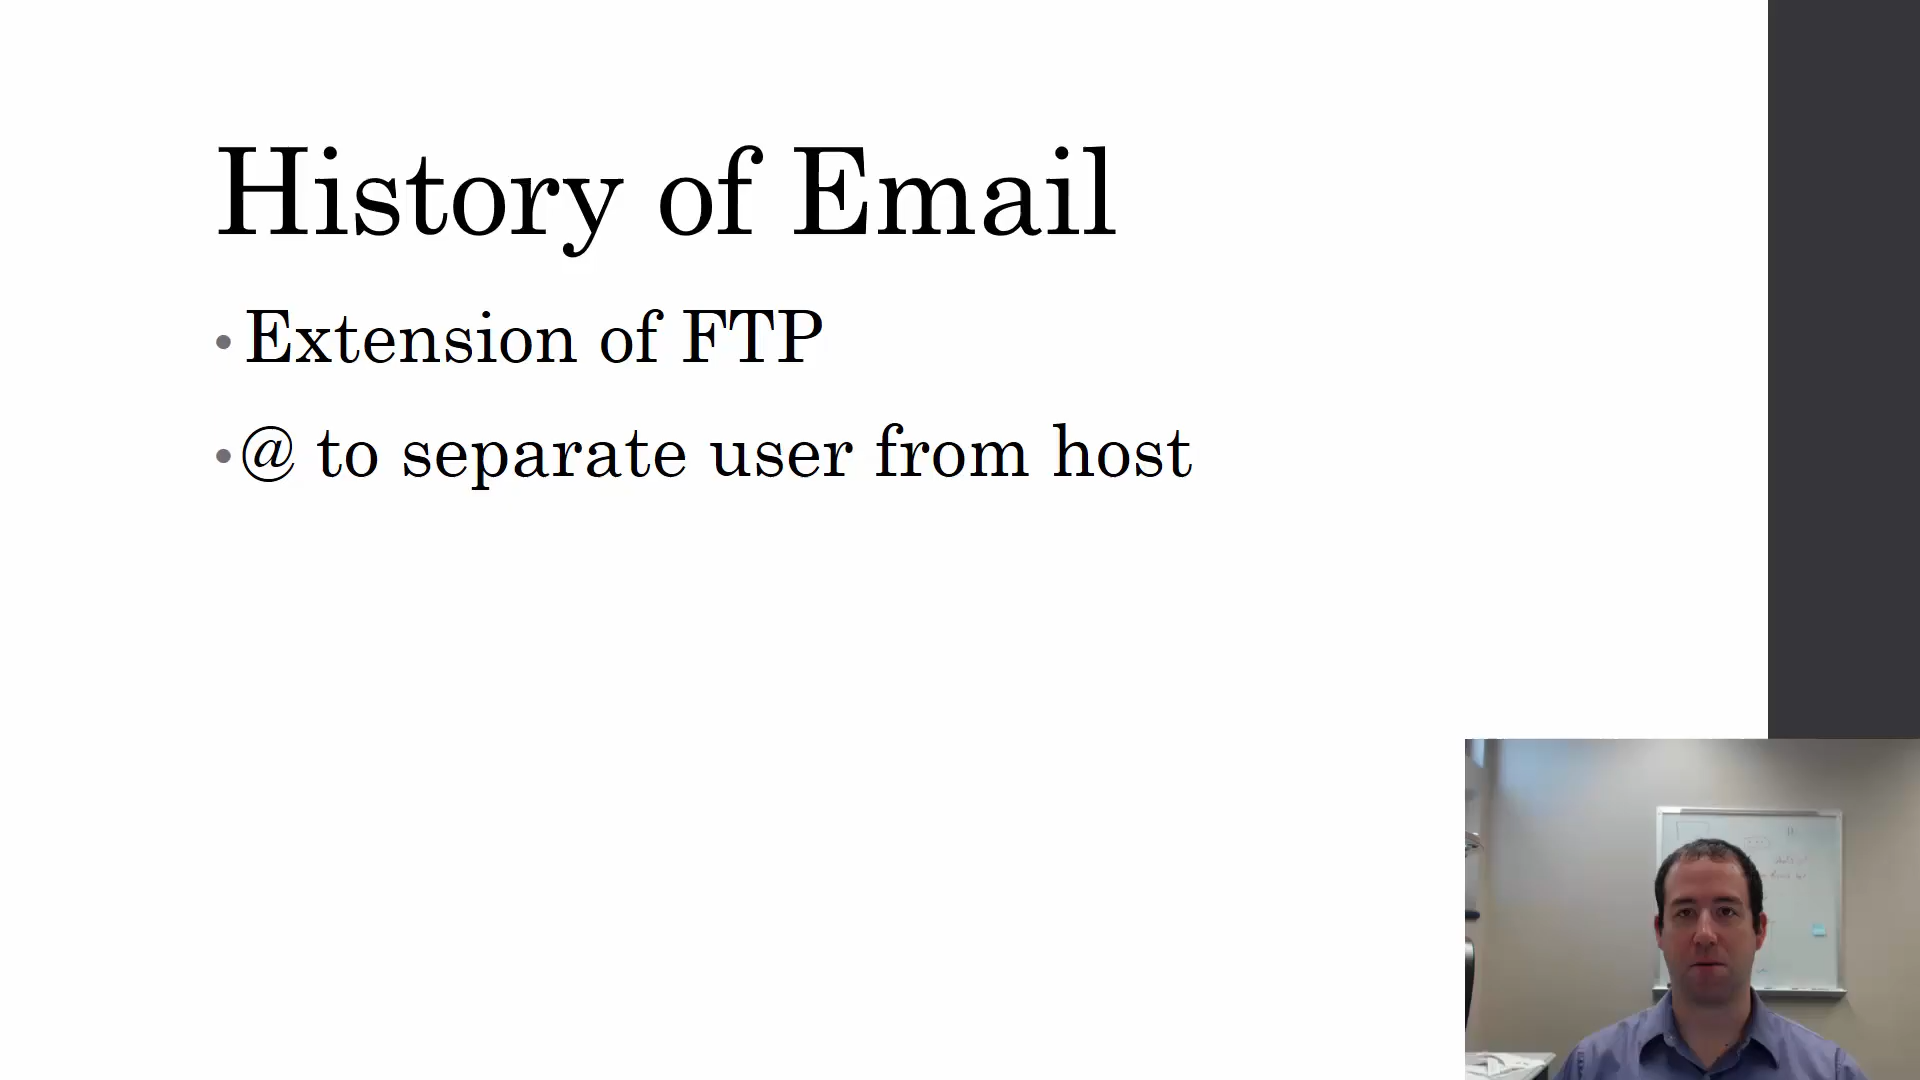 History of Email
• Extension of FTP
• @ to separate user from host